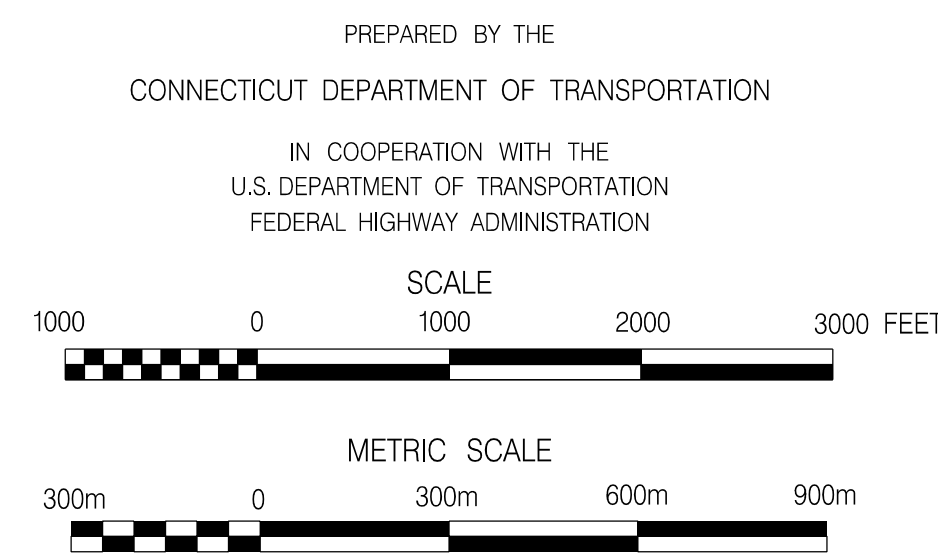 PREPARED BY THE
CONNECTICUT DEPARTMENT OF TRANSPORTATION
IN COOPERATION WITH THE
U.S. DEPARTMENT OF TRANSPORTATION
FEDERAL HIGHWAY ADMINISTRATION
SCALE
1000 0 1000 2000 3000 FEET
METRIC SCALE
300m 0 300m 600m 900m